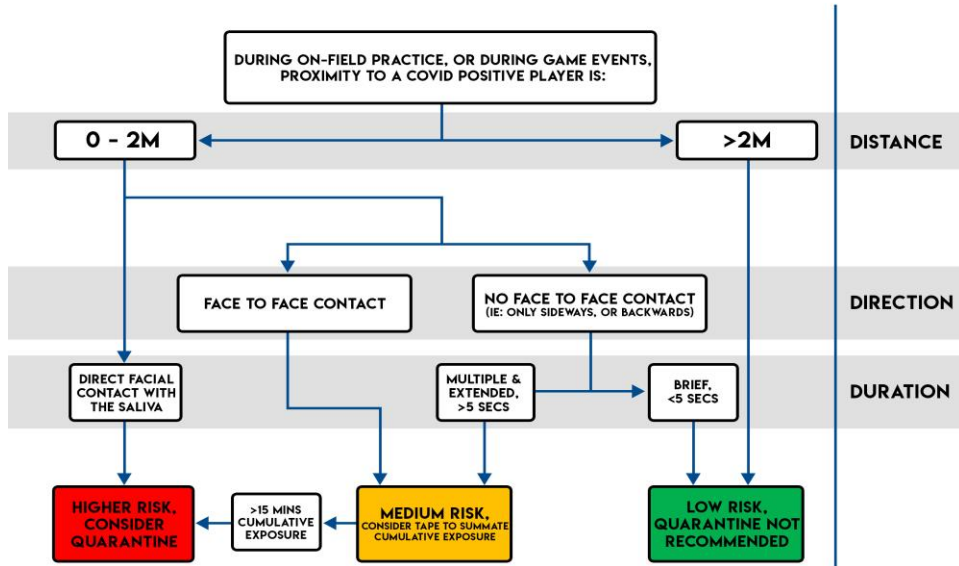 DURING ON-FIELD PRACTICE, OR DURING GAME EVENTS,
PROXIMITY TO A COVID POSITIVE PLAYER IS:
0 - 2M
>2M
DISTANCE
FACE TO FACE CONTACT
NO FACE TO FACE CONTACT
(IE: ONLY SIDEWAYS, OR BACKWARDS)
DIRECTION
DIRECT FACIAL
CONTACT WITH
THE SALIVA
MULTIPLE &
EXTENDED,
>5 SECS
BRIEF,
<5 SECS
DURATION
HIGHER RISK,
CONSIDER
QUARANTINE
>15 MINS
CUMULATIVE
EXPOSURE
MEDIUM RISK,
CONSIDER TAPE TO SUMMATE
CUMULATIVE EXPOSURE
LOW RISK,
QUARANTINE NOT
RECOMMENDED